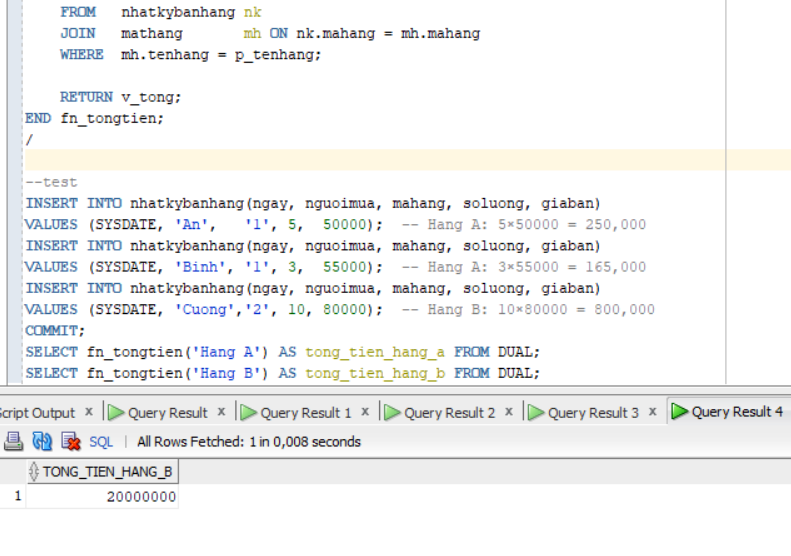 FROM   nhatkybanhang nk
JOIN   mathang       mh ON nk.mahang = mh.mahang
WHERE  mh.tenhang = p_tenhang;
RETURN v_tong;
END fn_tongtien;
/
--test
INSERT INTO nhatkybanhang(ngay, nguoimua, mahang, soluong, giaban)
VALUES (SYSDATE, 'An',   '1', 5,  50000);  -- Hang A: 5×50000 = 250,000
INSERT INTO nhatkybanhang(ngay, nguoimua, mahang, soluong, giaban)
VALUES (SYSDATE, 'Binh', '1', 3,  55000);  -- Hang A: 3×55000 = 165,000
INSERT INTO nhatkybanhang(ngay, nguoimua, mahang, soluong, giaban)
VALUES (SYSDATE, 'Cuong','2', 10, 80000);  -- Hang B: 10×80000 = 800,000
COMMIT;
SELECT fn_tongtien('Hang A') AS tong_tien_hang_a FROM DUAL;
SELECT fn_tongtien('Hang B') AS tong_tien_hang_b FROM DUAL;
cript Output x Query Result x Query Result 1 x Query Result 2 x Query Result 3 x Query Result 4
SQL | All Rows Fetched: 1 in 0,008 seconds
TONG_TIEN_HANG_B
1 20000000